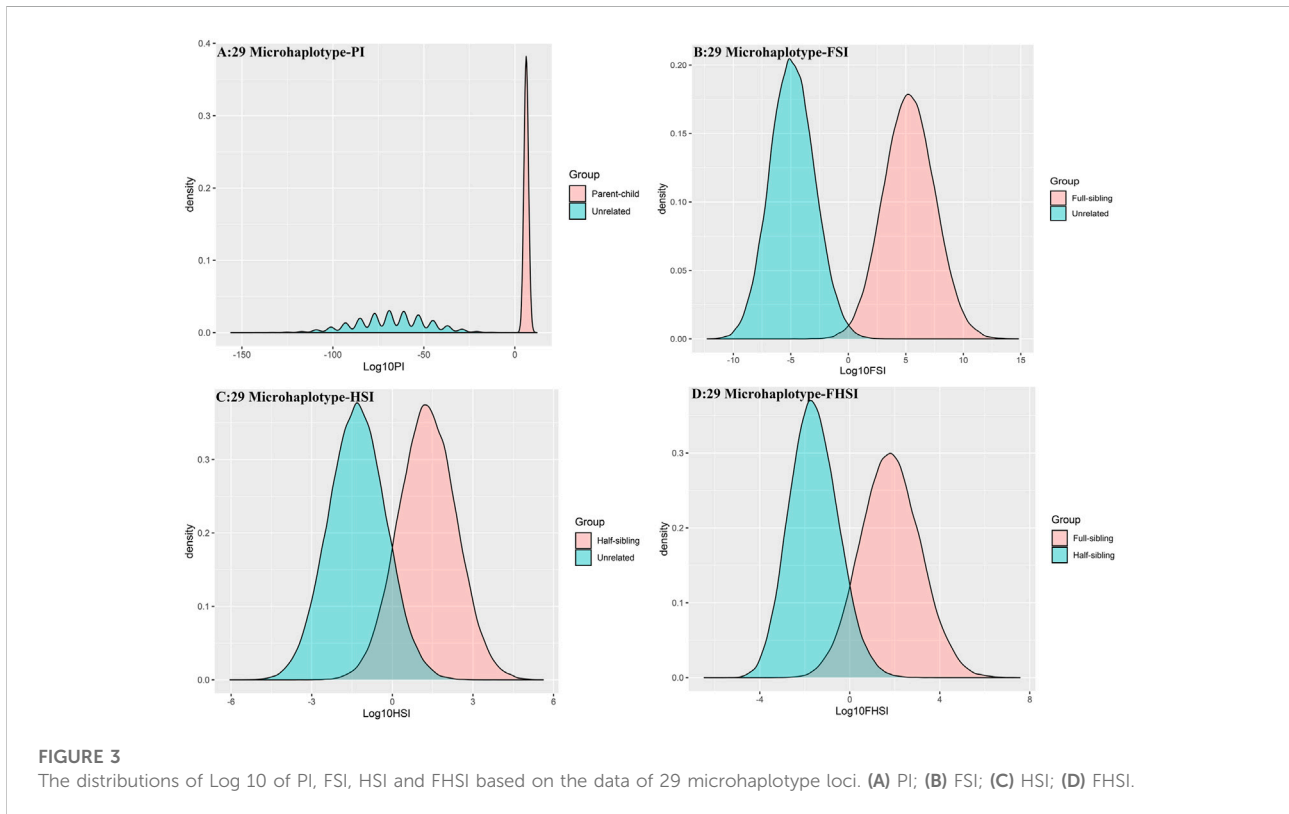 A:29 Microhaplotype-PI
0.4
0.3
0.2
0.1
0.0
density
-150
-100
-50
0
Log10PI
Group
Parent-child
Unrelated
B:29 Microhaplotype-FSI
0.20
0.15
0.10
0.05
0.00
density
-10
-5
0
5
10
15
Log10FSI
Group
Full-sibling
Unrelated
C:29 Microhaplotype-HSI
0.3
0.2
0.1
0.0
density
-6
-3
0
3
6
Log10HSI
Group
Half-sibling
Unrelated
D:29 Microhaplotype-FHSI
0.3
0.2
0.1
0.0
density
-4
0
4
8
Log10FHSI
Group
Full-sibling
Half-sibling
FIGURE 3
The distributions of Log 10 of PI, FSI, HSI and FHSI based on the data of 29 microhaplotype loci. (A) PI; (B) FSI; (C) HSI; (D) FHSI.